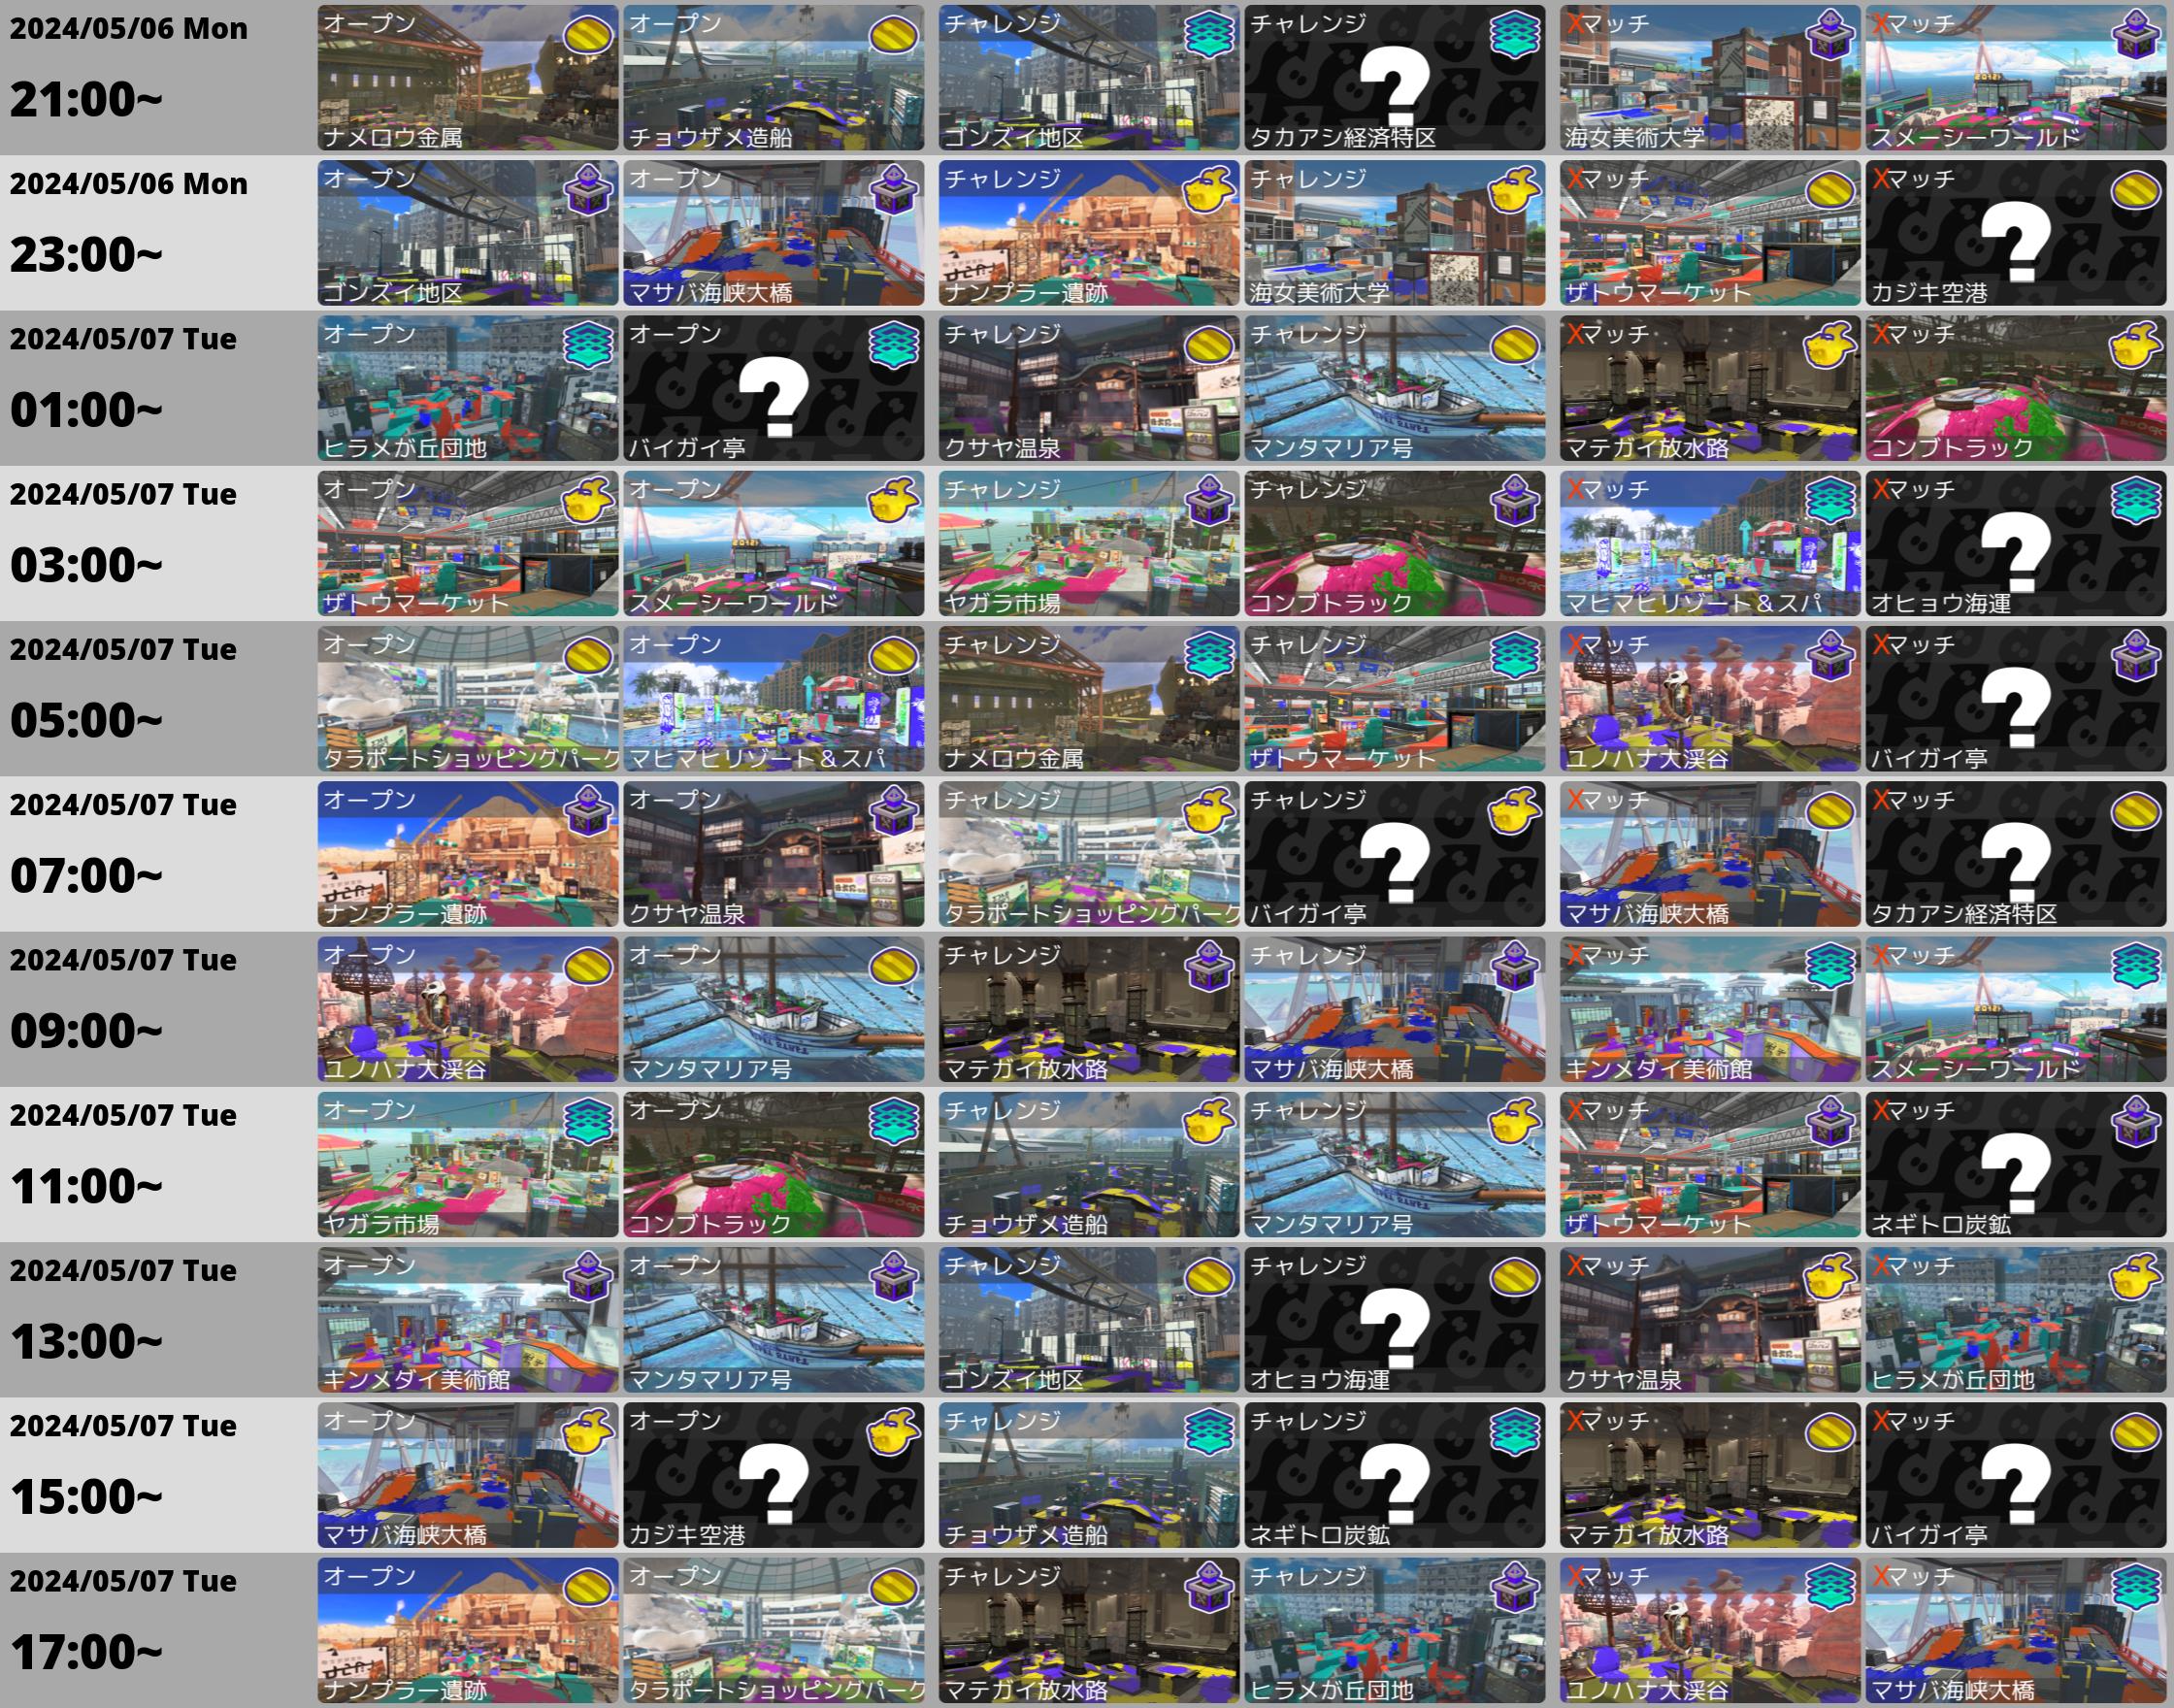 2024/05/06 Mon
21:00~
オープン
ナメロウ金属
オープン
チョウザメ造船
チャレンジ
ゴンズイ地区
チャレンジ
タカアシ経済特区
Xマッチ
海女美術大学
Xマッチ
スメーシーワールド
2024/05/06 Mon
23:00~
オープン
ゴンズイ地区
オープン
マサバ海峡大橋
チャレンジ
ナンプラー遺跡
チャレンジ
海女美術大学
Xマッチ
ザトウマーケット
Xマッチ
カジキ空港
2024/05/07 Tue
01:00~
オープン
ヒラメが丘団地
オープン
バイガイ亭
チャレンジ
クサヤ温泉
チャレンジ
マンタマリア号
Xマッチ
マテガイ放水路
Xマッチ
コンブトラック
2024/05/07 Tue
03:00~
オープン
ザトウマーケット
オープン
スメーシーワールド
チャレンジ
ヤガラ市場
チャレンジ
コンブトラック
Xマッチ
マヒマヒリゾート&スパ
Xマッチ
オヒョウ海運
2024/05/07 Tue
05:00~
オープン
タラポートショッピングパーク
オープン
マヒマヒリゾート&スパ
チャレンジ
ナメロウ金属
チャレンジ
ザトウマーケット
Xマッチ
ユノハナ大渓谷
Xマッチ
バイガイ亭
2024/05/07 Tue
07:00~
オープン
ナンプラー遺跡
オープン
クサヤ温泉
チャレンジ
タラポートショッピングパーク
チャレンジ
バイガイ亭
Xマッチ
マサバ海峡大橋
Xマッチ
タカアシ経済特区
2024/05/07 Tue
09:00~
オープン
ユノハナ大渓谷
オープン
マンタマリア号
チャレンジ
マテガイ放水路
チャレンジ
マサバ海峡大橋
Xマッチ
キンメダイ美術館
Xマッチ
スメーシーワールド
2024/05/07 Tue
11:00~
オープン
ヤガラ市場
オープン
コンブトラック
チャレンジ
チョウザメ造船
チャレンジ
マンタマリア号
Xマッチ
ザトウマーケット
Xマッチ
ネギトロ炭鉱
2024/05/07 Tue
13:00~
オープン
キンメダイ美術館
オープン
マンタマリア号
チャレンジ
ゴンズイ地区
チャレンジ
オヒョウ海運
Xマッチ
クサヤ温泉
Xマッチ
ヒラメが丘団地
2024/05/07 Tue
15:00~
オープン
マサバ海峡大橋
オープン
カジキ空港
チャレンジ
チョウザメ造船
チャレンジ
ネギトロ炭鉱
Xマッチ
マテガイ放水路
Xマッチ
バイガイ亭
2024/05/07 Tue
17:00~
オープン
ナンプラー遺跡
オープン
タラポートショッピングパーク
チャレンジ
マテガイ放水路
チャレンジ
ヒラメが丘団地
Xマッチ
ユノハナ大渓谷
Xマッチ
マサバ海峡大橋